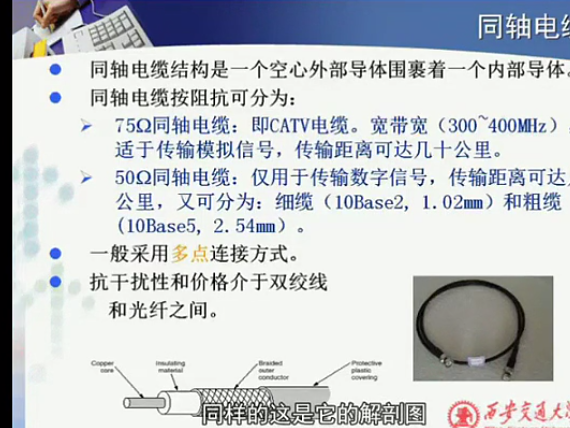 同轴电缆
同轴电缆结构是一个空心外部导体围裹着一个内部导体。
同轴电缆按阻抗可分为：
75Ω同轴电缆：即CATV电缆。宽带宽（300~400MHz）
适于传输模拟信号，传输距离可达几十公里。
50Ω同轴电缆：仅用于传输数字信号，传输距离可达
公里，又可分为：细缆（10Base2, 1.02mm）和粗缆
(10Base5, 2.54mm）。
一般采用多点连接方式。
抗干扰性和价格介于双绞线
和光纤之间。
Copper core
Insulating material
Braided outer conductor
Protective plastic covering
同样的这是它的解剖图
西安交通大